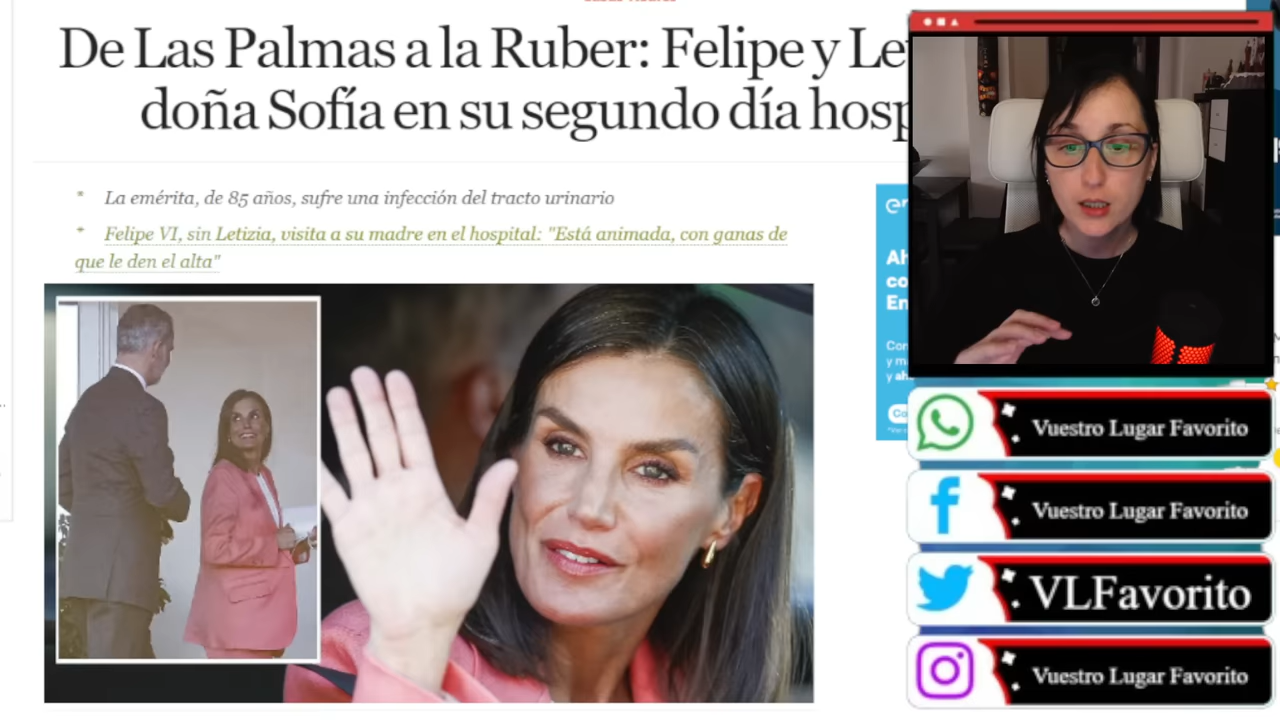 De Las Palmas a la Ruber: Felipe y
doña Sofía en su segundo día
* La emérita, de 85 años, sufre una infección del tracto urinario
* Felipe VI, sin Letizia, visita a su madre en el hospital: "Está animada, con ganas de
que le den el alta"
Vuestro Lugar Favorito
Vuestro Lugar Favorito
VLFavorito
Vuestro Lugar Favorito